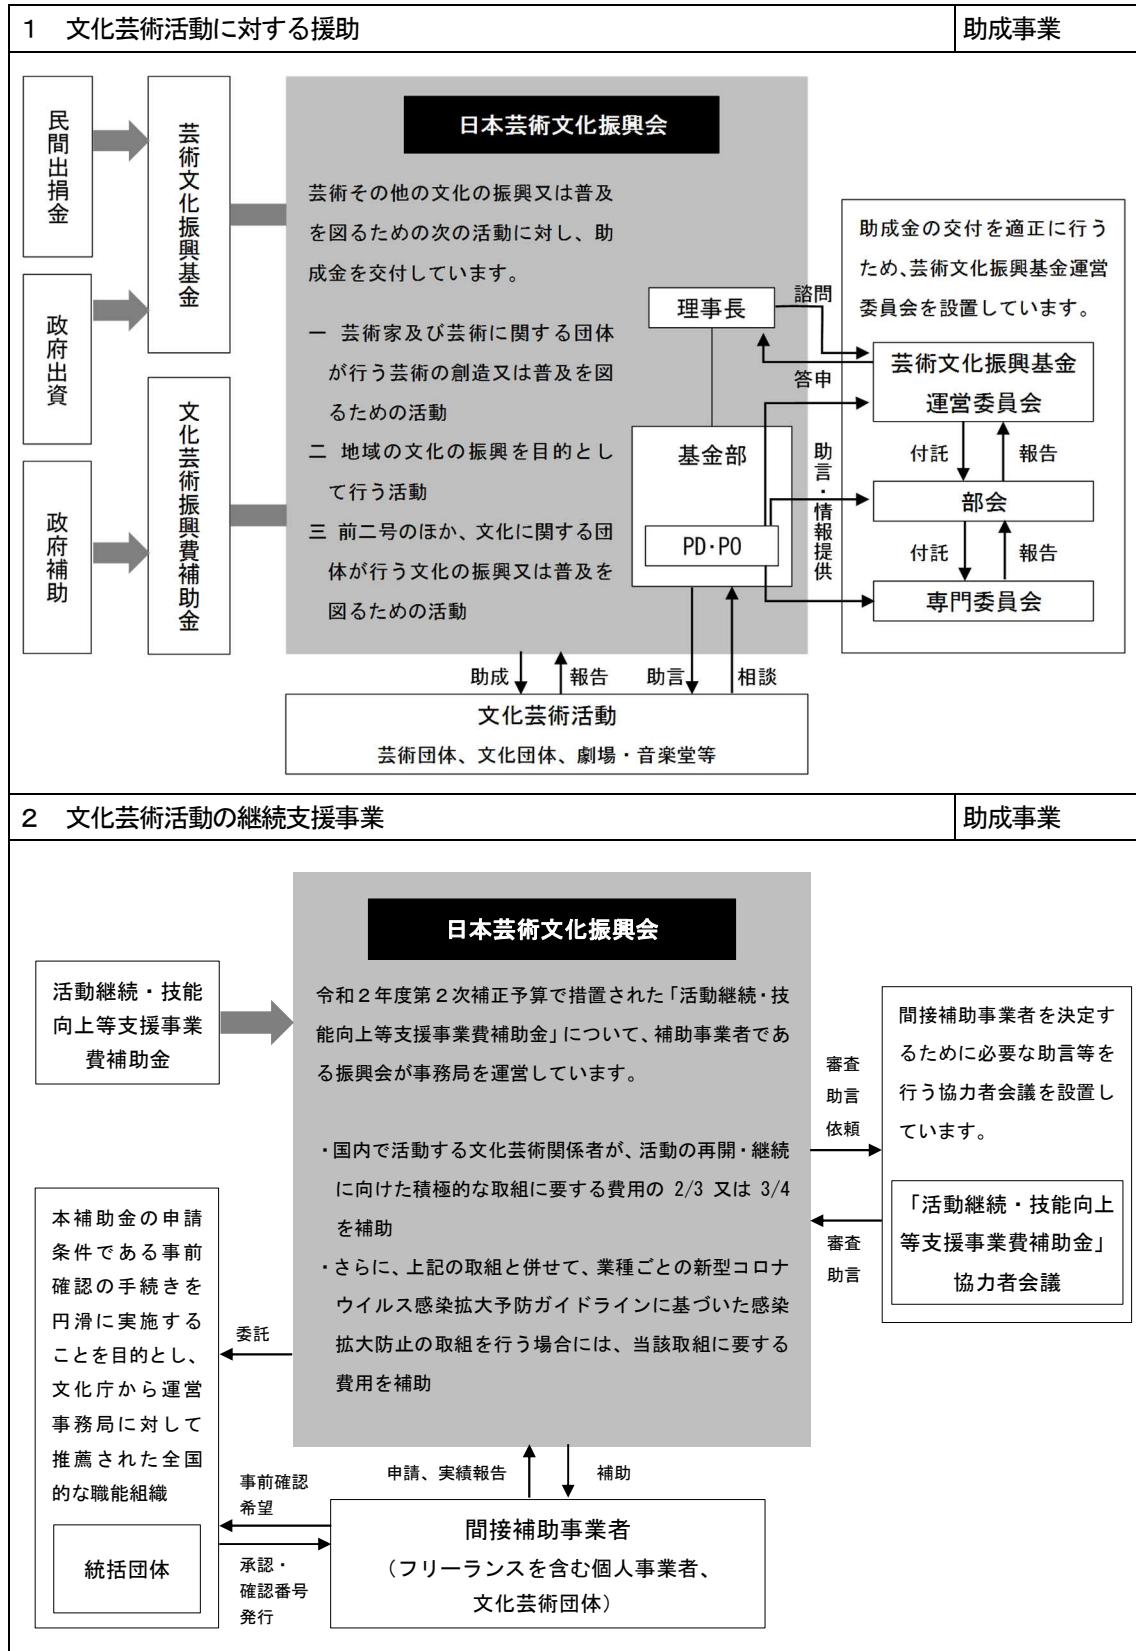 1 文化芸術活動に対する援助
助成事業
民間出捐金
政府出資
政府補助
芸術文化振興基金
文化芸術振興費補助金
日本芸術文化振興会
芸術その他の文化の振興又は普及
を図るための次の活動に対し、助
成金を交付しています。
一 芸術家及び芸術に関する団体
が行う芸術の創造又は普及を図
るための活動
二 地域の文化の振興を目的とし
て行う活動
三 前二号のほか、文化に関する団
体が行う文化の振興又は普及を
図るための活動
理事長
基金部
PD・PO
諮問
答申
助言・情報提供
助成金の交付を適正に行う
ため、芸術文化振興基金運営
委員会を設置しています。
芸術文化振興基金
運営委員会
付託
報告
部会
付託
報告
専門委員会
助成
報告
助言
相談
文化芸術活動
芸術団体、文化団体、劇場・音楽堂等
2 文化芸術活動の継続支援事業
助成事業
活動継続・技能
向上等支援事業
費補助金
日本芸術文化振興会
令和2年度第2次補正予算で措置された「活動継続・技
能向上等支援事業費補助金」について、補助事業者であ
る振興会が事務局を運営しています。
・国内で活動する文化芸術関係者が、活動の再開・継続
に向けた積極的な取組に要する費用の 2/3 又は 3/4
を補助
・さらに、上記の取組と併せて、業種ごとの新型コロナ
ウイルス感染拡大予防ガイドラインに基づいた感染
拡大防止の取組を行う場合には、当該取組に要する
費用を補助
審査
助言
依頼
審査
助言
間接補助事業者を決定す
るために必要な助言等を
行う協力者会議を設置し
ています。
「活動継続・技能向上
等支援事業費補助金」
協力者会議
本補助金の申請
条件である事前
確認の手続きを
円滑に実施する
ことを目的とし、
文化庁から運営
事務局に対して
推薦された全国
的な職能組織
統括団体
委託
事前確認
希望
承認・
確認番号
発行
申請、実績報告
補助
間接補助事業者
(フリーランスを含む個人事業者、
文化芸術団体)